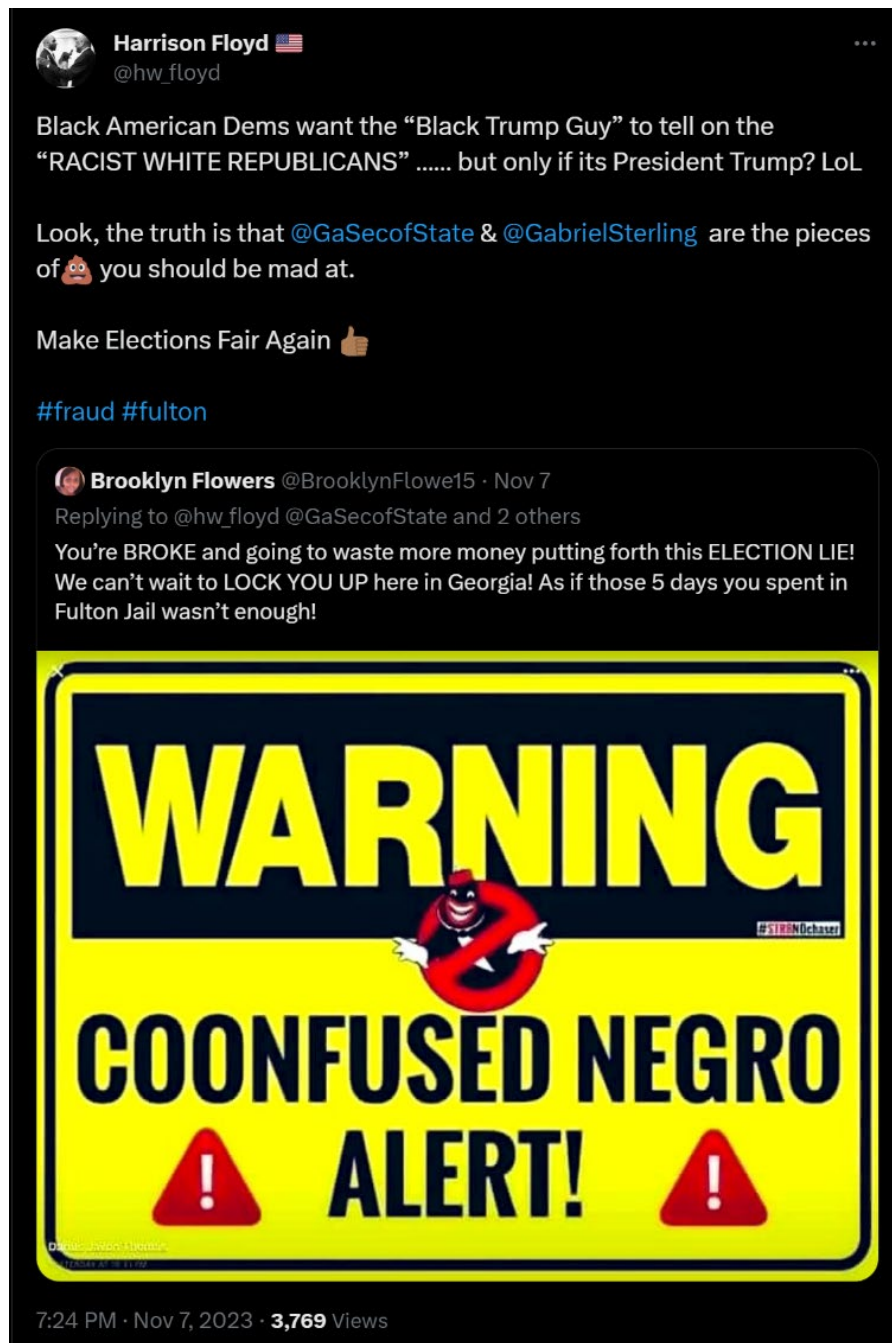 Harrison Floyd 🇺🇸
@hw_floyd
Black American Dems want the “Black Trump Guy” to tell on the
“RACIST WHITE REPUBLICANS” ...... but only if its President Trump? LoL
Look, the truth is that @GaSecofState & @GabrielSterling are the pieces
of💩 you should be mad at.
Make Elections Fair Again 👍🏽
#fraud #fulton
Brooklyn Flowers @BrooklynFlowe15 · Nov 7
Replying to @hw_floyd @GaSecofState and 2 others
You’re BROKE and going to waste more money putting forth this ELECTION LIE!
We can’t wait to LOCK YOU UP here in Georgia! As if those 5 days you spent in
Fulton Jail wasn’t enough!
WARNING
COONFUSED NEGRO
ALERT!
! !
7:24 PM · Nov 7, 2023 · 3,769 Views